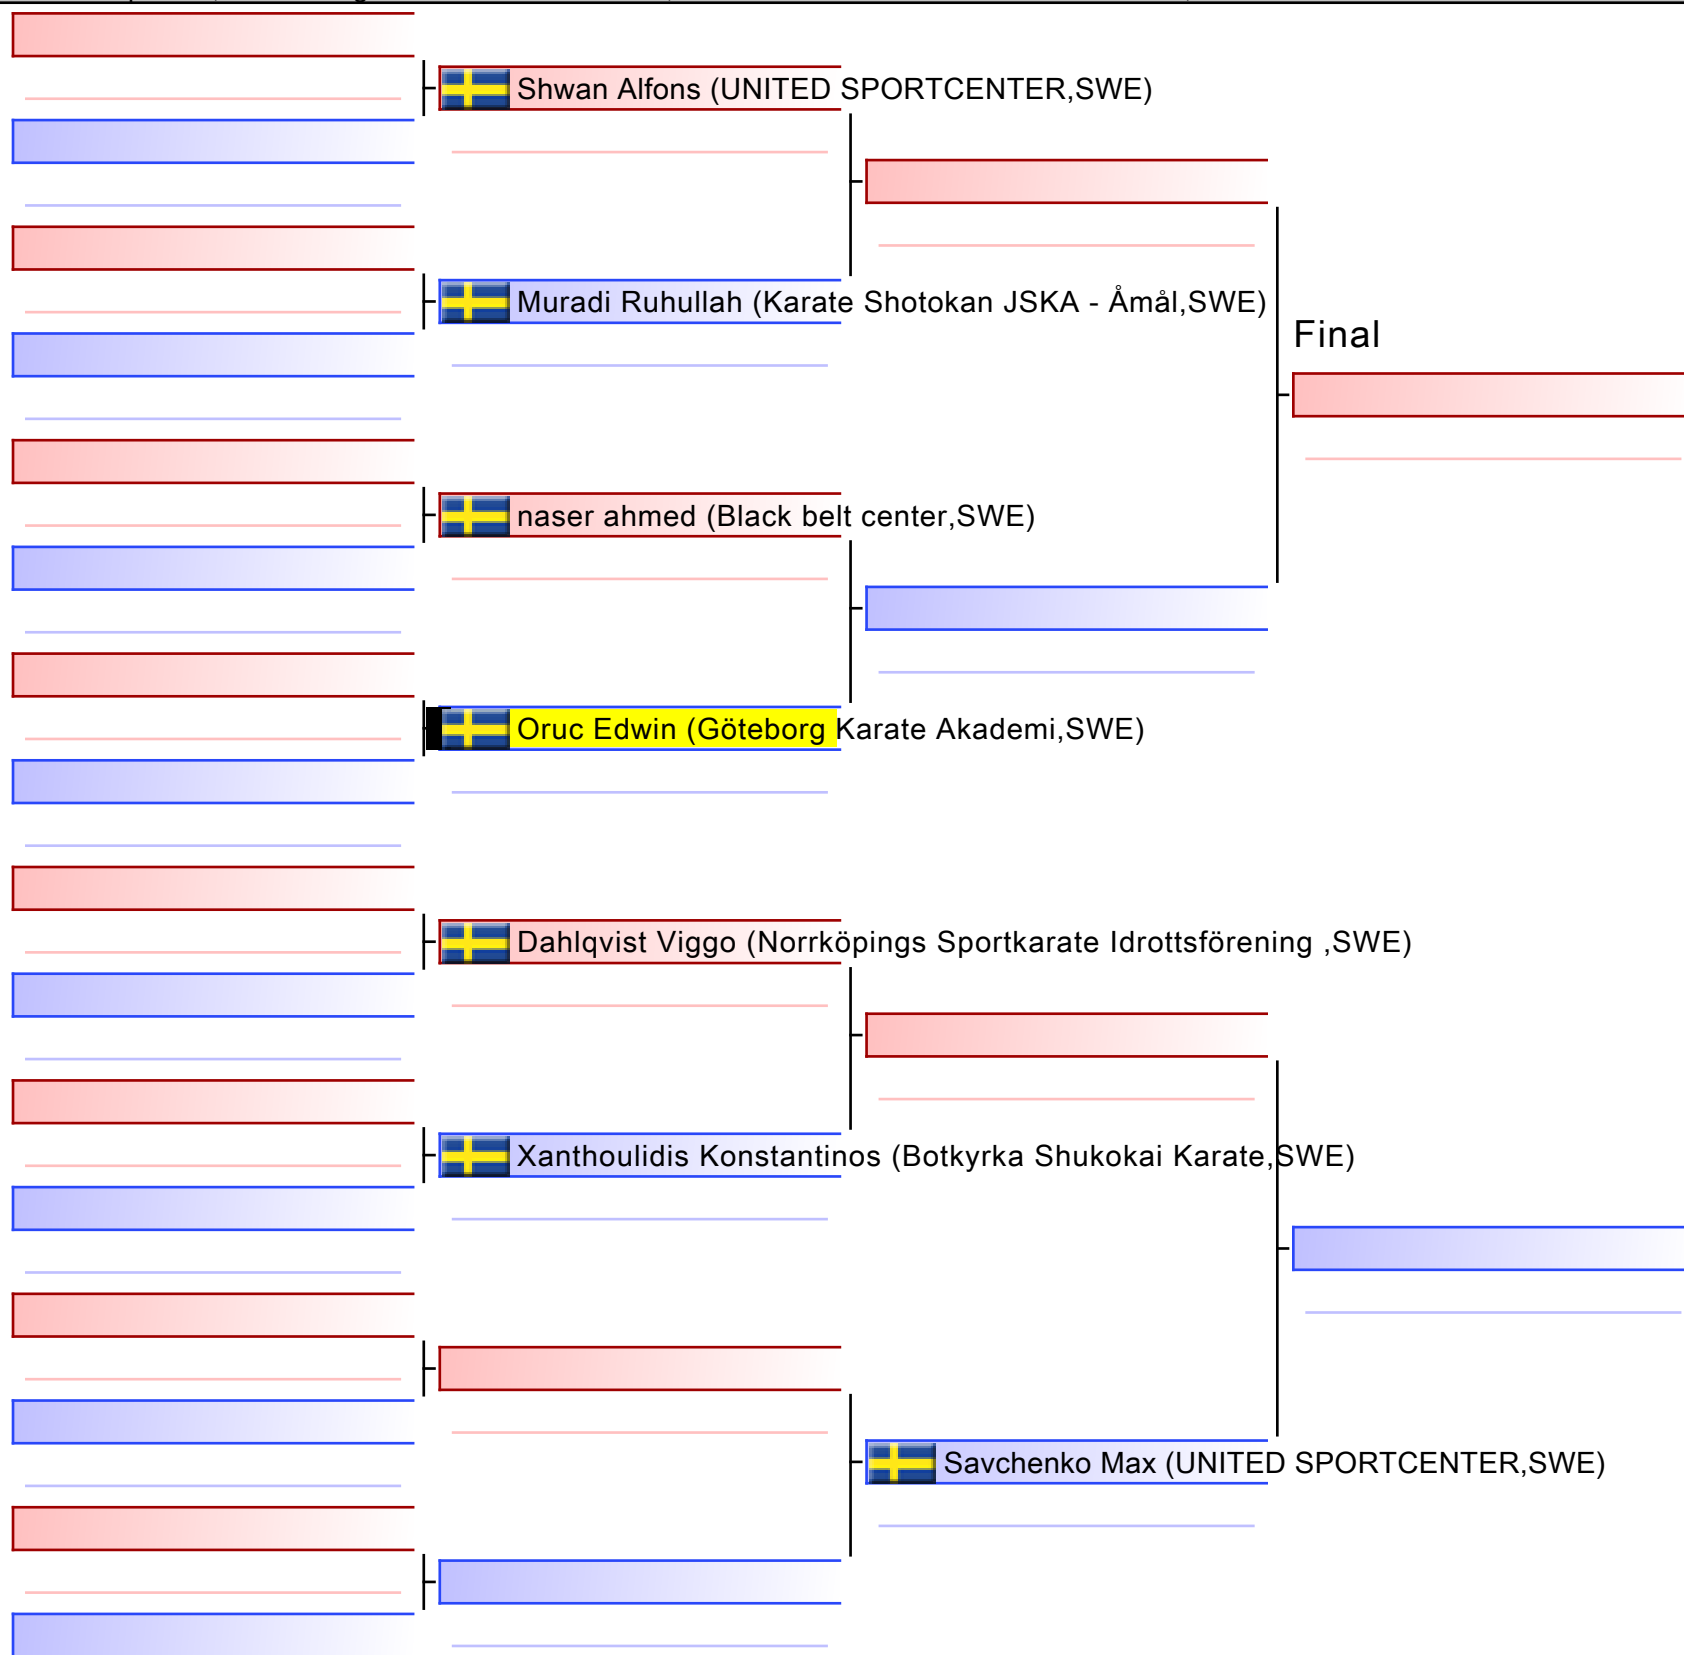 Shwan Alfons (UNITED SPORTCENTER,SWE)
Muradi Ruhullah (Karate Shotokan JSKA - Åmål,SWE)
Final
naser ahmed (Black belt center,SWE)
Oruc Edwin (Göteborg Karate Akademi,SWE)
Dahlqvist Viggo (Norrköpings Sportkarate Idrottsförening ,SWE)
Xanthoulidis Konstantinos (Botkyrka Shukokai Karate,SWE)
Savchenko Max (UNITED SPORTCENTER,SWE)